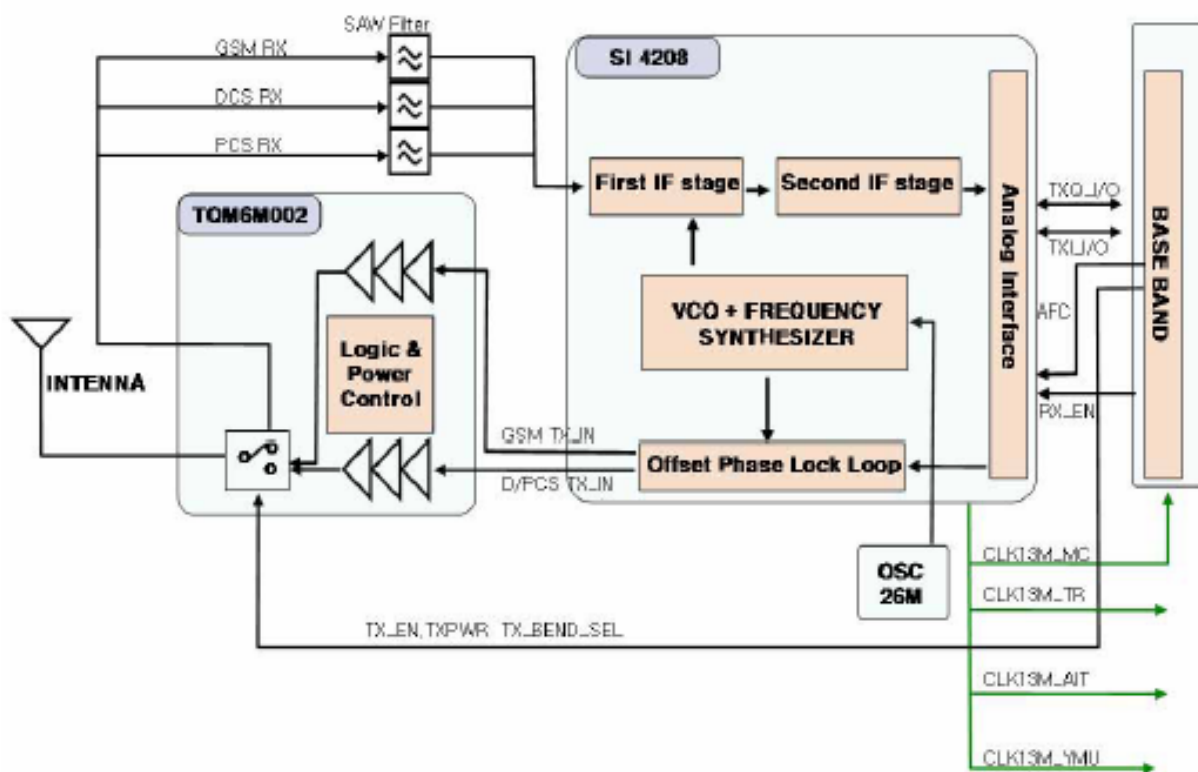 SAW Filter
GSM RX
DCS RX
PCS RX
SI 4208
First IF stage
Second IF stage
Analog Interface
TXQ_I/O
TXI_I/O
BASE BAND
TQM6M002
VCO + FREQUENCY
SYNTHESIZER
AFC
Logic &
Power
Control
INTENNA
RX_EN
GSM TX_IN
Offset Phase Lock Loop
D/PCS TX_IN
OSC
26M
CLK13M_MC
CLK13M_TR
TX_EN,TXPWR TX_BEND_SEL
CLK13M_AIT
CLK13M_YMU